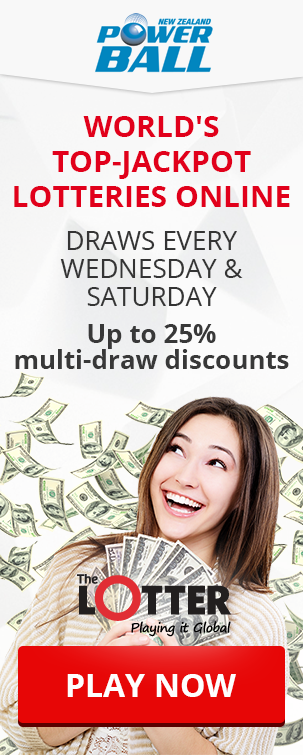 NEW ZEALAND
POWER
BALL
WORLD'S
TOP-JACKPOT
LOTTERIES ONLINE
DRAWS EVERY
WEDNESDAY &
SATURDAY
Up to 25%
multi-draw discounts
The
LOTTER
Playing it Global
PLAY NOW